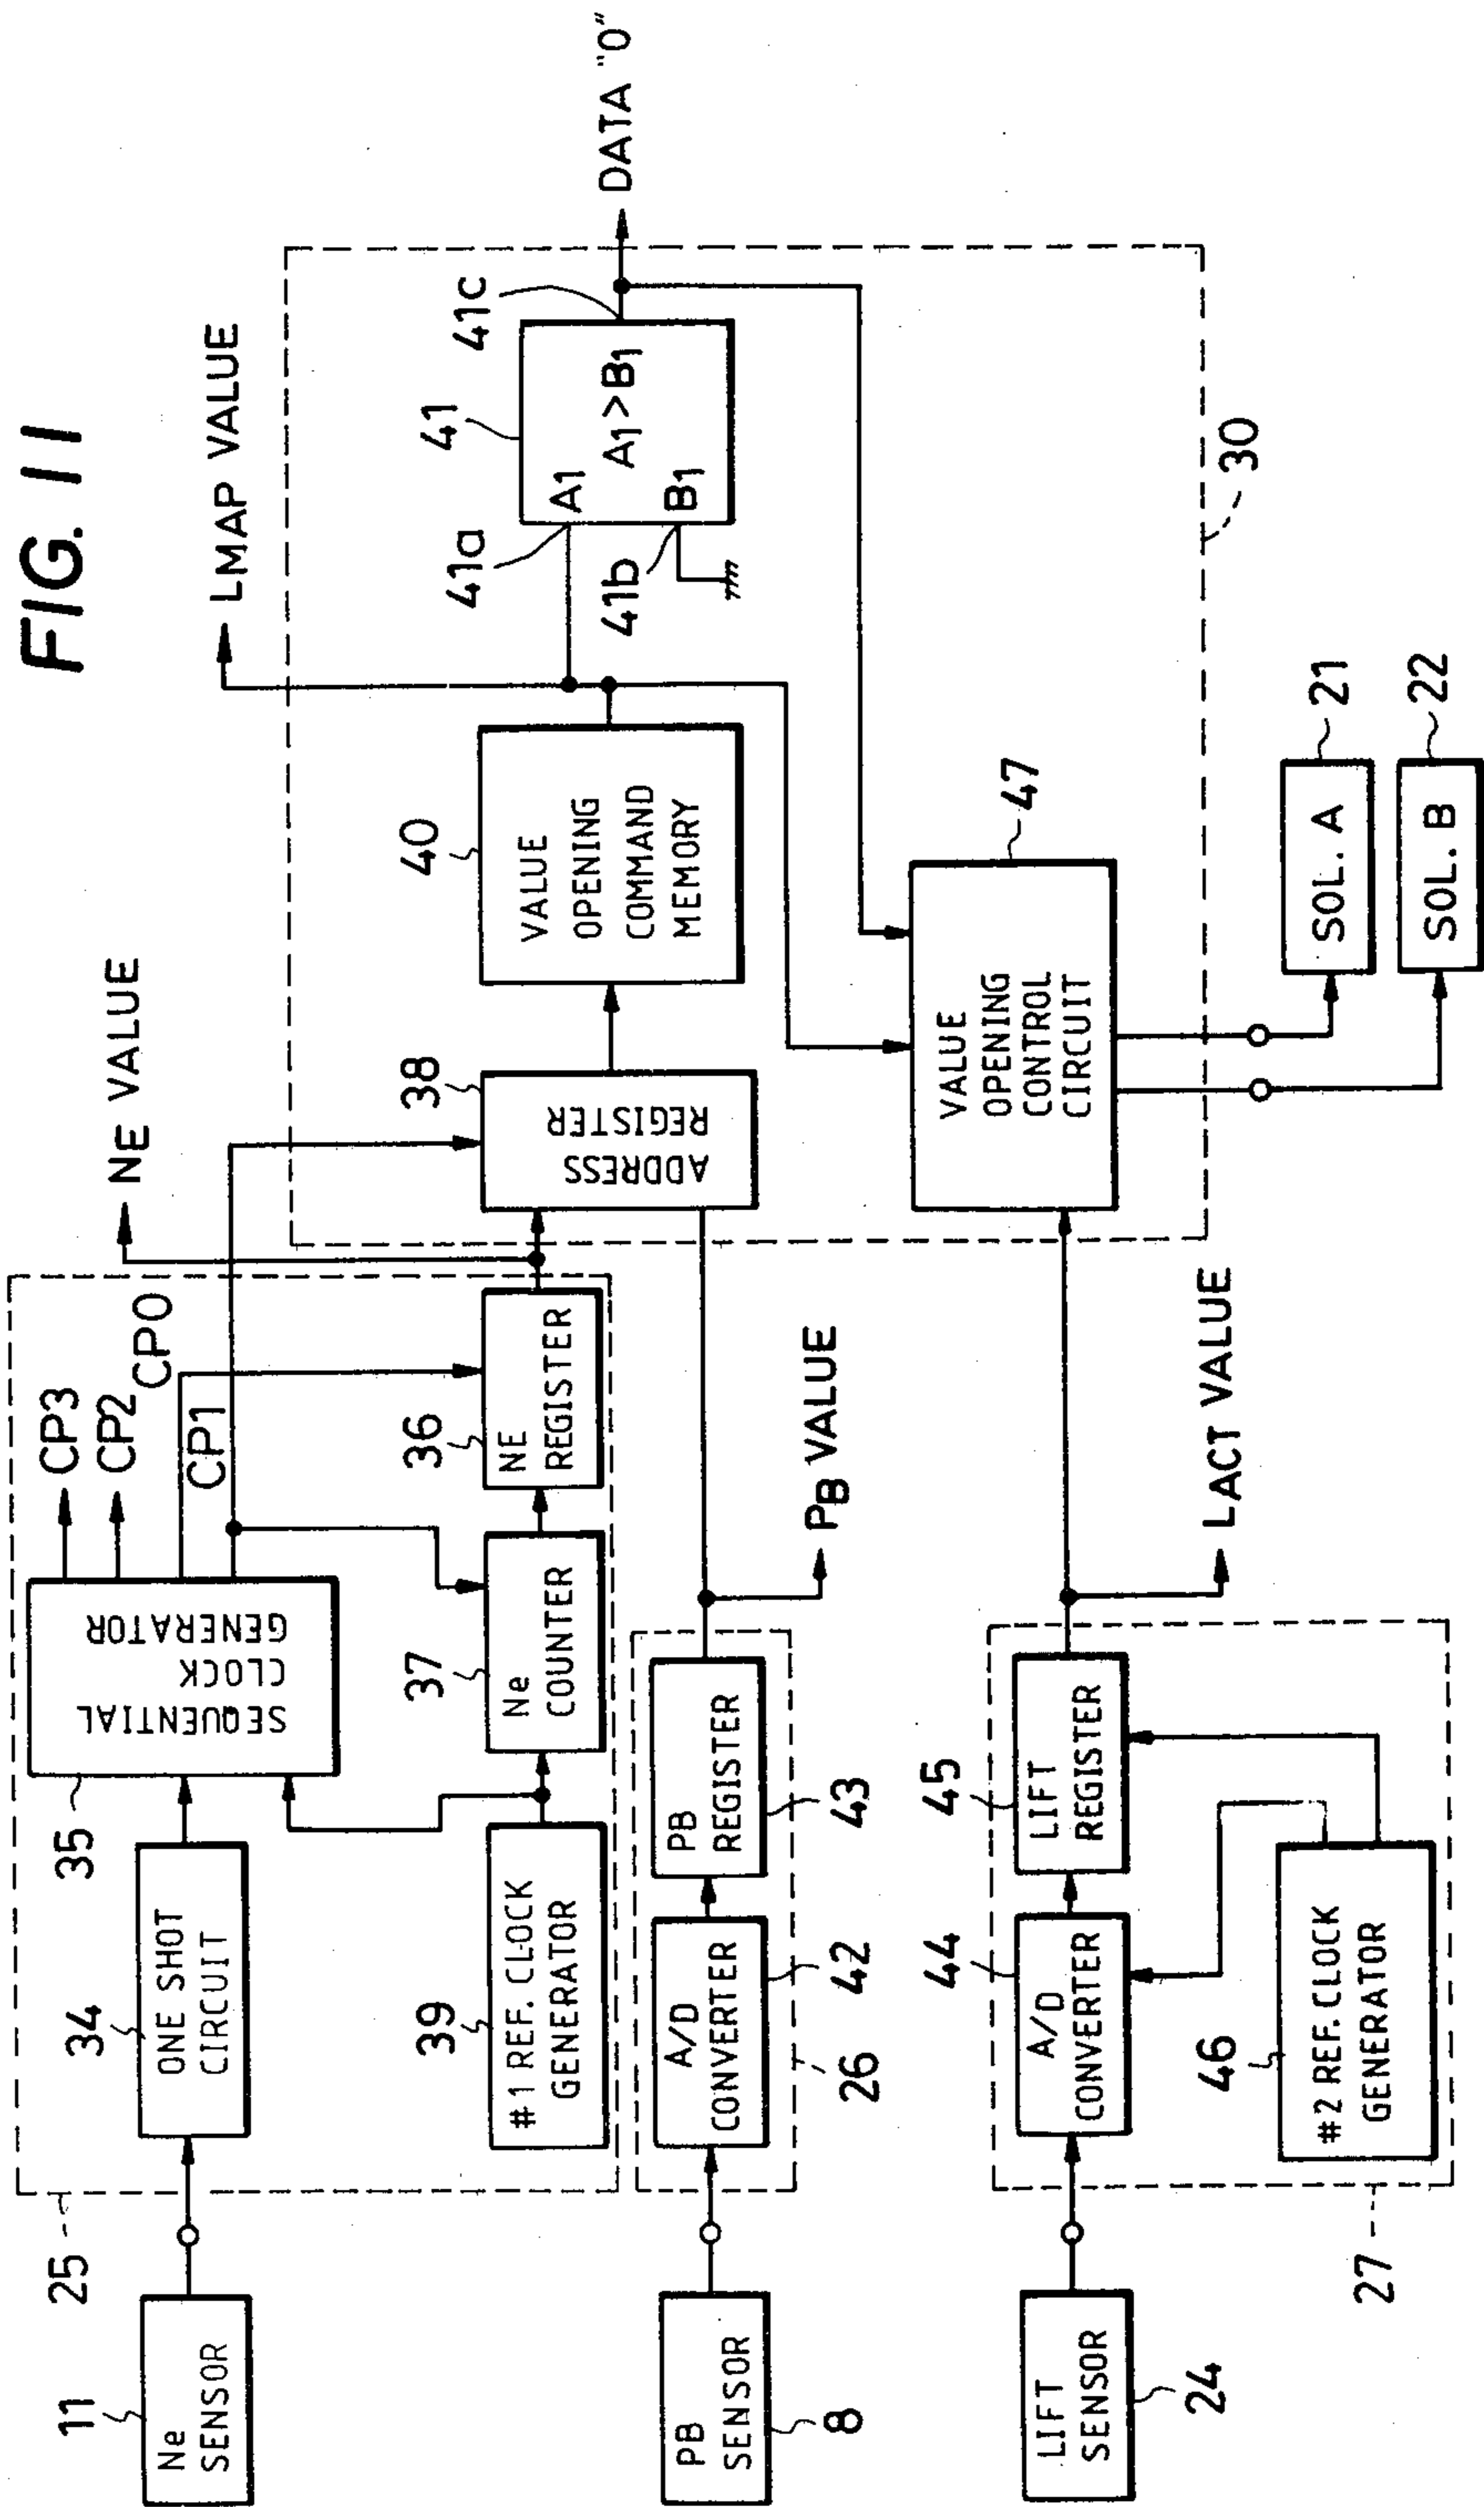 FIG. 11
11
Ne
SENSOR
25
34
ONE SHOT
CIRCUIT
35
SEQUENTIAL
CLOCK
GENERATOR
CP3
CP2
CP0
CP1
39
#1 REF. CLOCK
GENERATOR
37
Ne
COUNTER
36
NE
REGISTER
NE VALUE
38
ADDRESS
REGISTER
40
VALUE
OPENING
COMMAND
MEMORY
LMAP VALUE
41a
41
41c
A1
A1>B1
B1
41b
DATA "0"
PB
SENSOR
8
A/D
CONVERTER
42
26
PB
REGISTER
43
PB VALUE
LIFT
SENSOR
24
44
A/D
CONVERTER
45
LIFT
REGISTER
46
#2 REF. CLOCK
GENERATOR
27
LACT VALUE
47
VALUE
OPENING
CONTROL
CIRCUIT
30
SOL. A
21
SOL. B
22